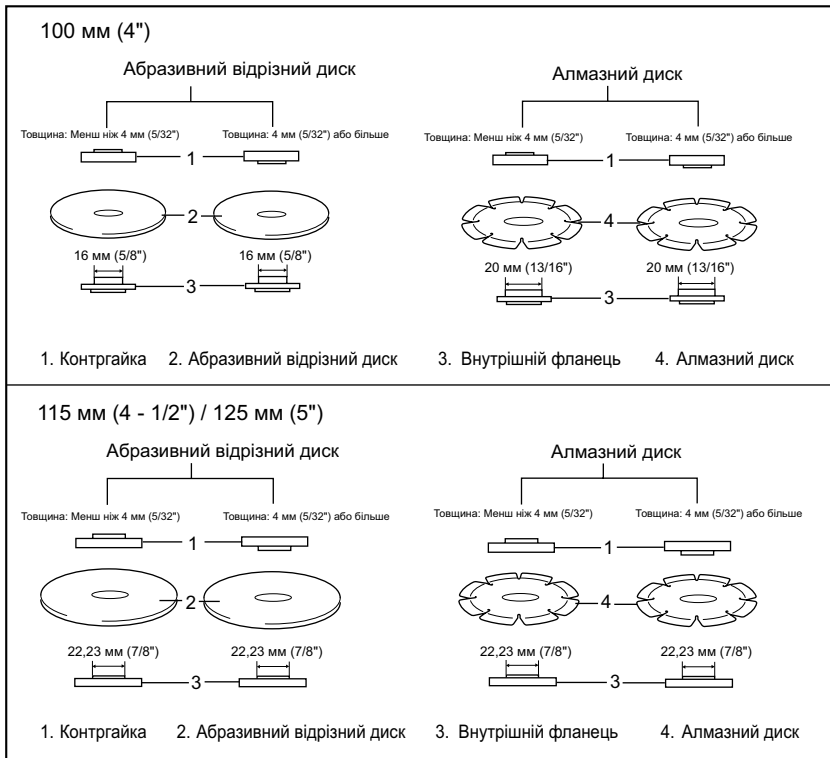 100 мм (4")
Абразивний відрізний диск
Алмазний диск
Товщина: Менш ніж 4 мм (5/32")
Товщина: 4 мм (5/32") або більше
Товщина: Менш ніж 4 мм (5/32")
Товщина: 4 мм (5/32") або більше
1
1
2
4
16 мм (5/8")
16 мм (5/8")
20 мм (13/16")
20 мм (13/16")
3
3
1. Контргайка 2. Абразивний відрізний диск 3. Внутрішній фланець 4. Алмазний диск
115 мм (4 - 1/2") / 125 мм (5")
Абразивний відрізний диск
Алмазний диск
Товщина: Менш ніж 4 мм (5/32")
Товщина: 4 мм (5/32") або більше
Товщина: Менш ніж 4 мм (5/32")
Товщина: 4 мм (5/32") або більше
1
1
2
4
22,23 мм (7/8")
22,23 мм (7/8")
22,23 мм (7/8")
22,23 мм (7/8")
3
3
1. Контргайка 2. Абразивний відрізний диск 3. Внутрішній фланець 4. Алмазний диск